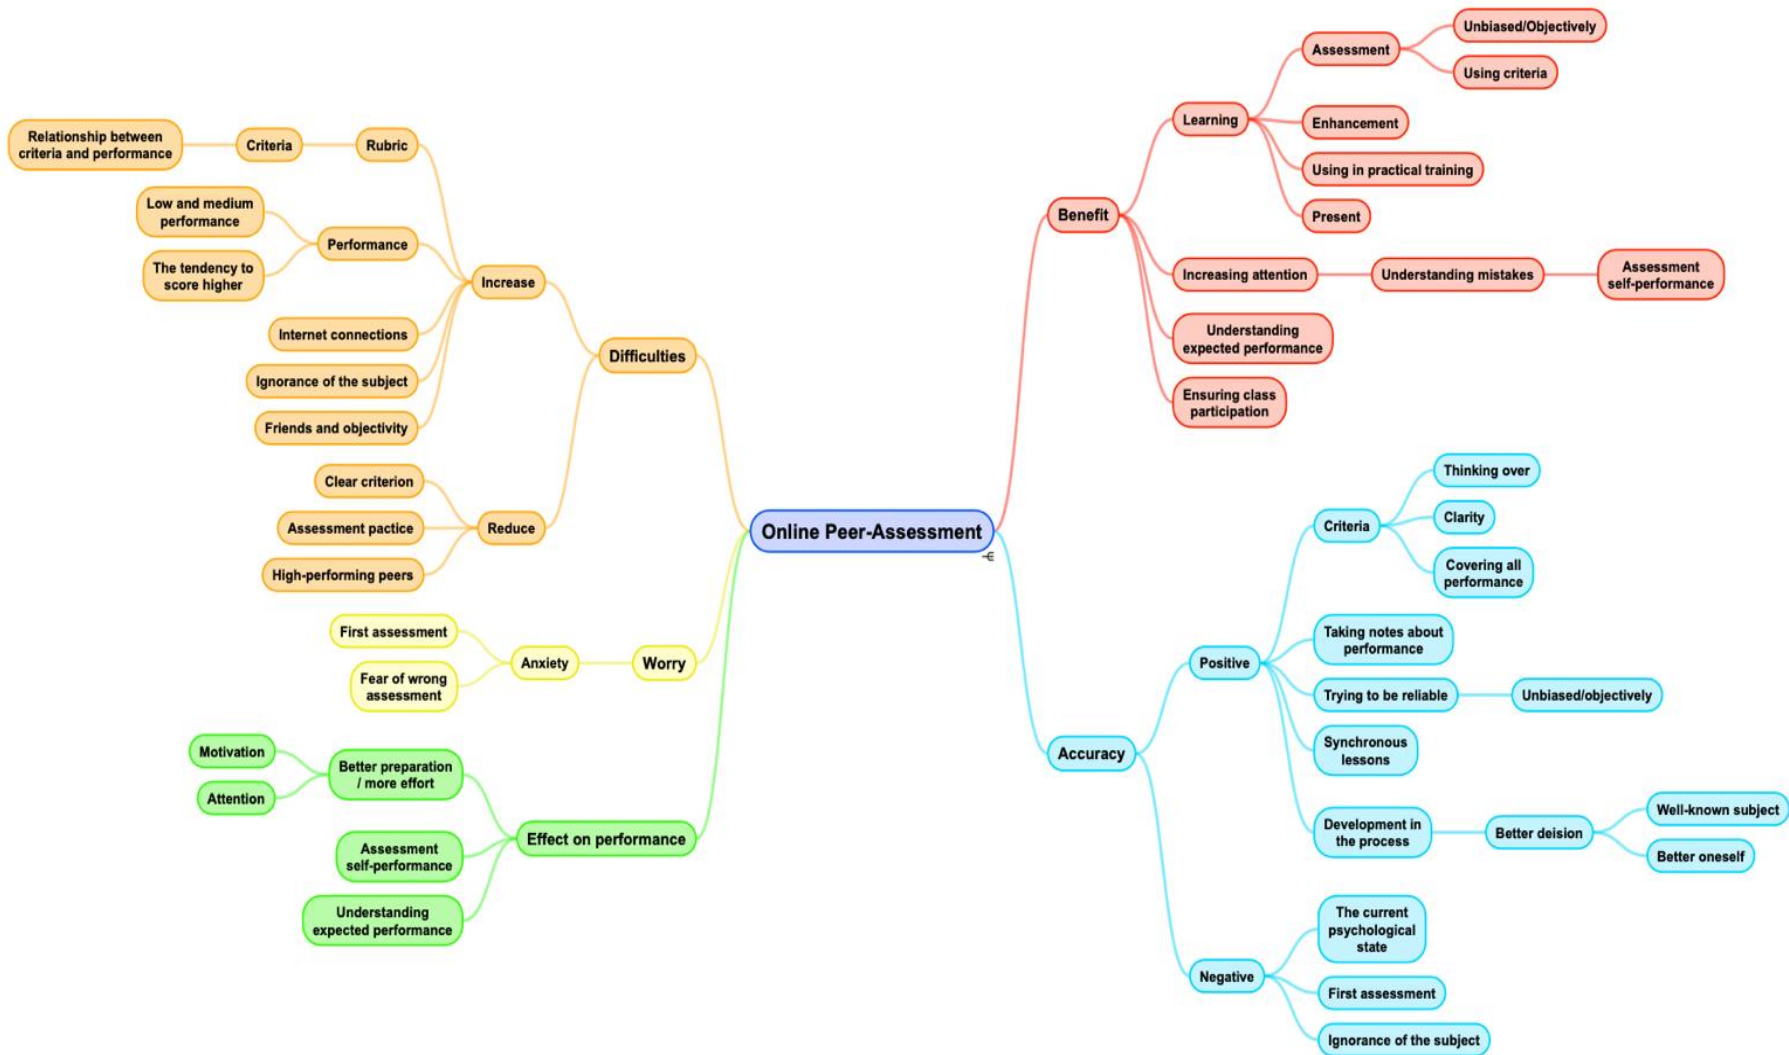 Online Peer-Assessment
Benefit
Learning
Assessment
Unbiased/Objectively
Using criteria
Enhancement
Using in practical training
Present
Increasing attention
Understanding mistakes
Assessment
self-performance
Understanding
expected performance
Ensuring class
participation
Accuracy
Positive
Criteria
Thinking over
Clarity
Covering all
performance
Taking notes about
performance
Trying to be reliable
Unbiased/objectively
Synchronous
lessons
Development in
the process
Better deision
Well-known subject
Better oneself
Negative
The current
psychological
state
First assessment
Ignorance of the subject
Difficulties
Increase
Rubric
Criteria
Relationship between
criteria and performance
Performance
Low and medium
performance
The tendency to
score higher
Internet connections
Ignorance of the subject
Friends and objectivity
Reduce
Clear criterion
Assessment pactice
High-performing peers
Worry
Anxiety
First assessment
Fear of wrong
assessment
Effect on performance
Better preparation
/ more effort
Motivation
Attention
Assessment
self-performance
Understanding
expected performance